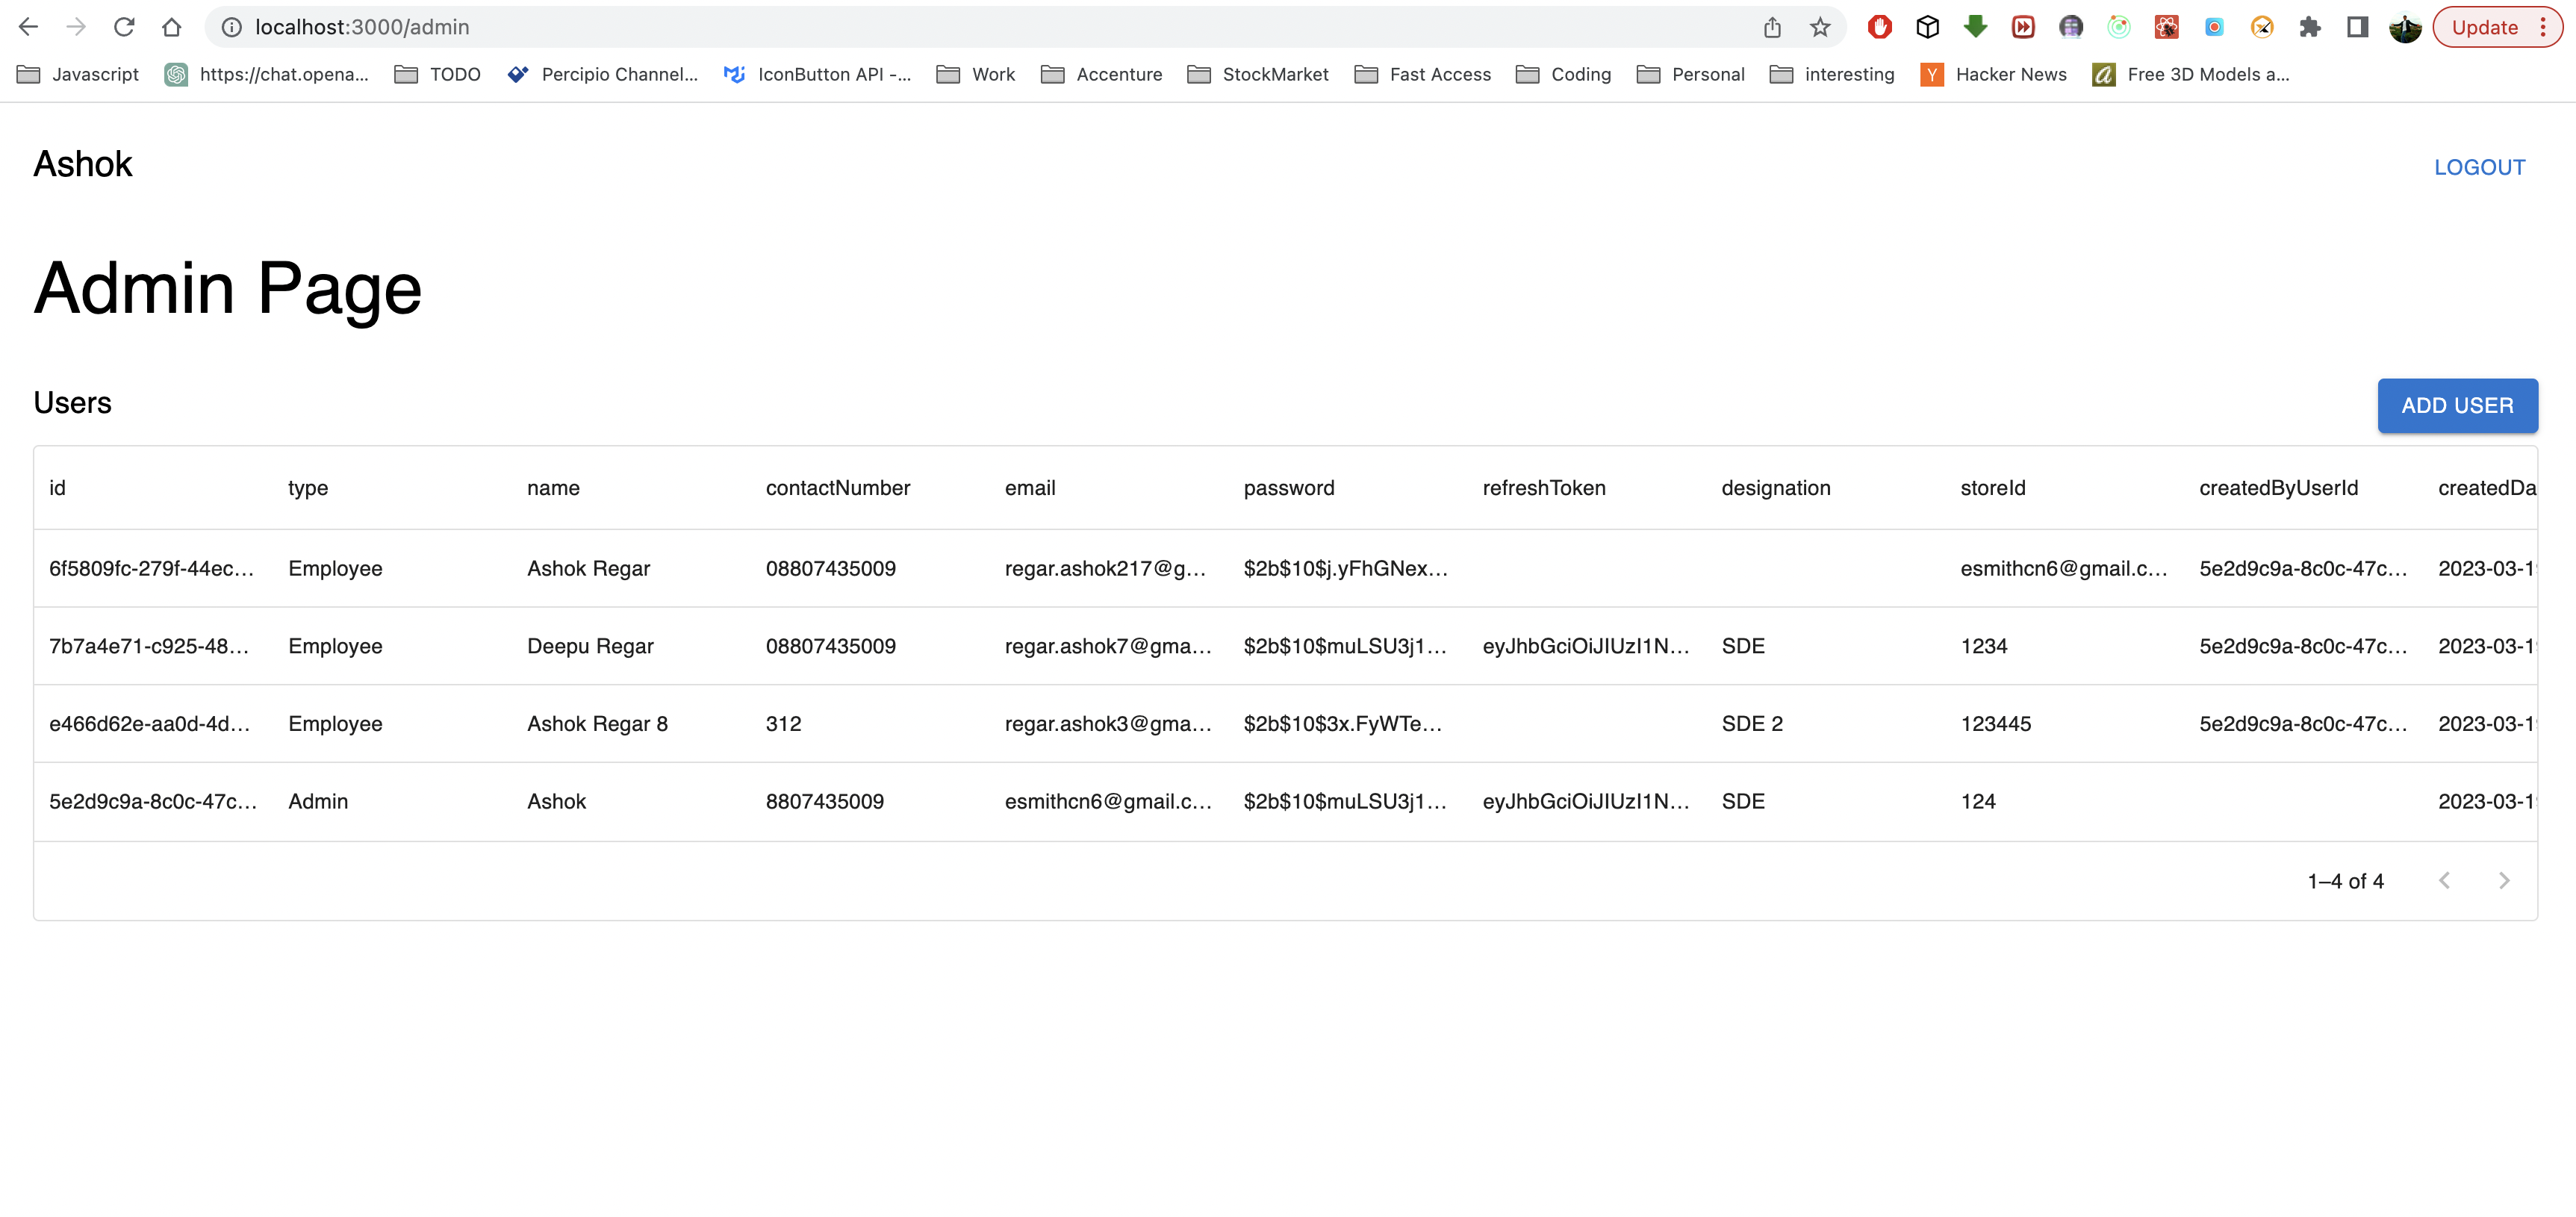 localhost:3000/admin
Update
Javascript https://chat.opena... TODO Percipio Channel... IconButton API -... Work Accenture StockMarket Fast Access Coding Personal interesting Hacker News Free 3D Models a...
Ashok LOGOUT
Admin Page
Users ADD USER
id type name contactNumber email password refreshToken designation storeId createdByUserId createdDa
6f5809fc-279f-44ec... Employee Ashok Regar 08807435009 regar.ashok217@g... $2b$10$j.yFhGNex... esmithcn6@gmail.c... 5e2d9c9a-8c0c-47c... 2023-03-1
7b7a4e71-c925-48... Employee Deepu Regar 08807435009 regar.ashok7@gma... $2b$10$muLSU3j1... eyJhbGciOiJIUzI1N... SDE 1234 5e2d9c9a-8c0c-47c... 2023-03-1
e466d62e-aa0d-4d... Employee Ashok Regar 8 312 regar.ashok3@gma... $2b$10$3x.FyWTe... SDE 2 123445 5e2d9c9a-8c0c-47c... 2023-03-1
5e2d9c9a-8c0c-47c... Admin Ashok 8807435009 esmithcn6@gmail.c... $2b$10$muLSU3j1... eyJhbGciOiJIUzI1N... SDE 124 2023-03-1
1–4 of 4